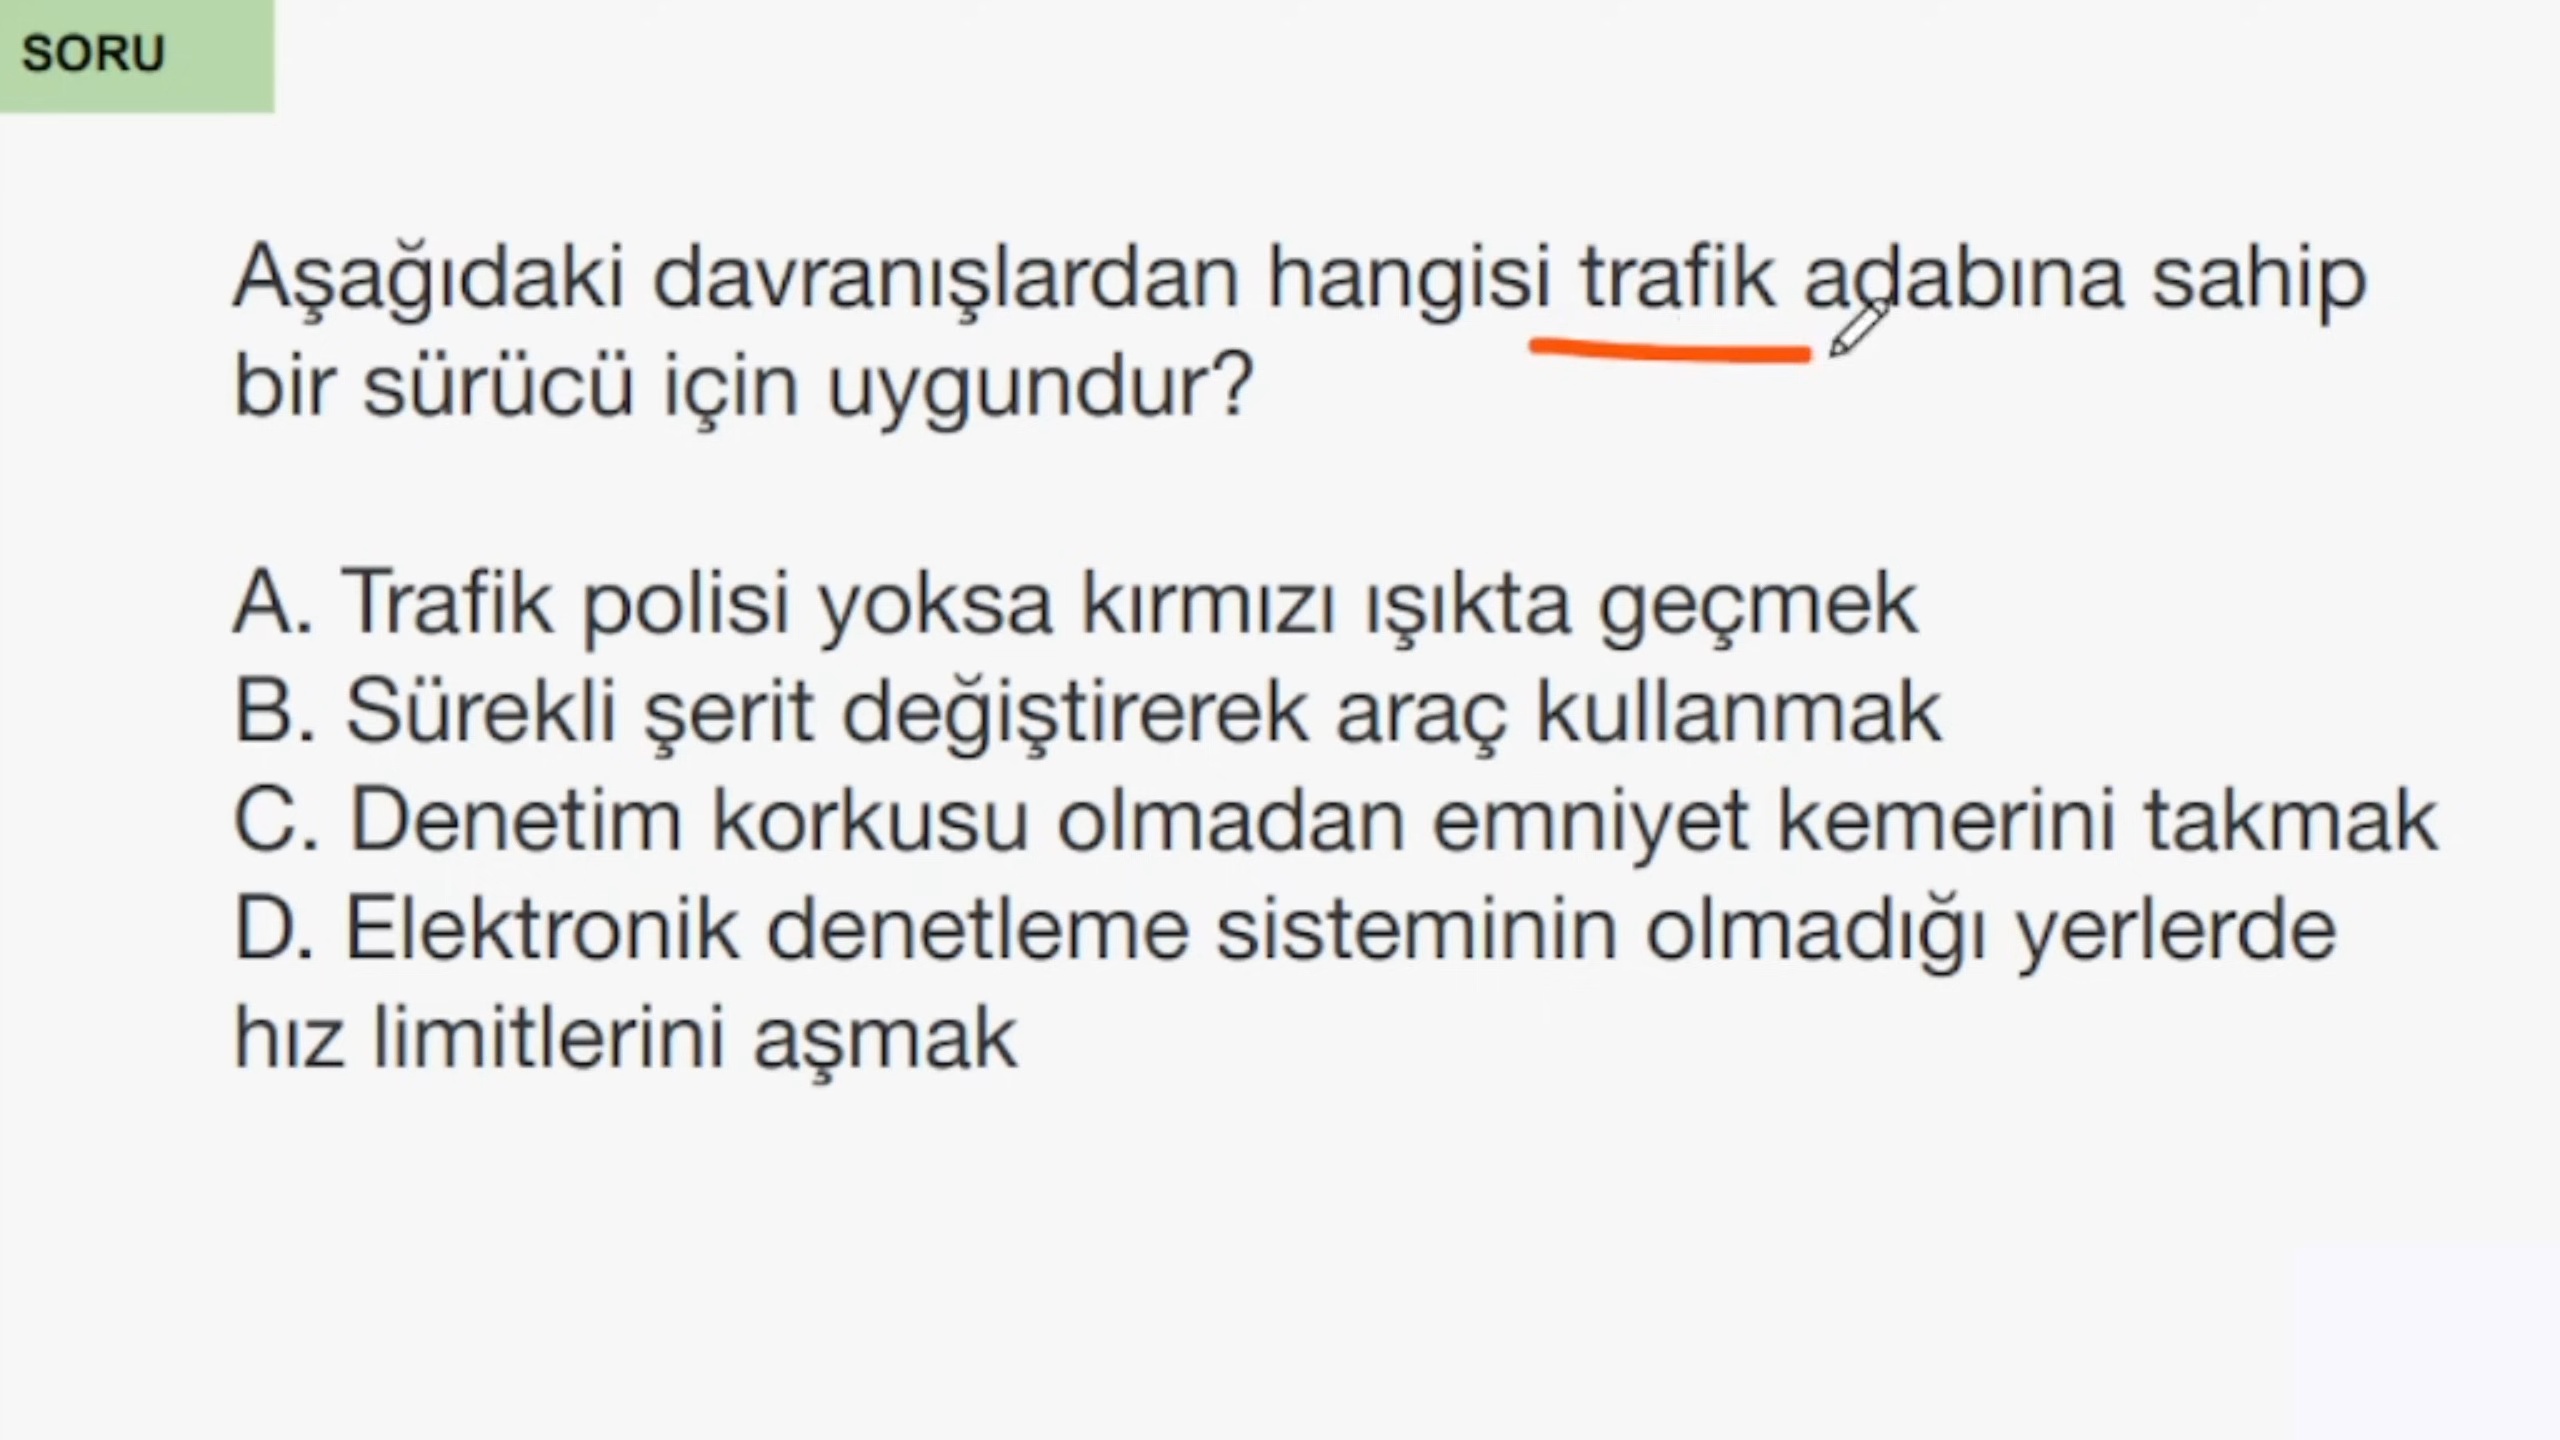 SORU
Aşağıdaki davranışlardan hangisi trafik adabına sahip
bir sürücü için uygundur?
A. Trafik polisi yoksa kırmızı ışıkta geçmek
B. Sürekli şerit değiştirerek araç kullanmak
C. Denetim korkusu olmadan emniyet kemerini takmak
D. Elektronik denetleme sisteminin olmadığı yerlerde
hız limitlerini aşmak